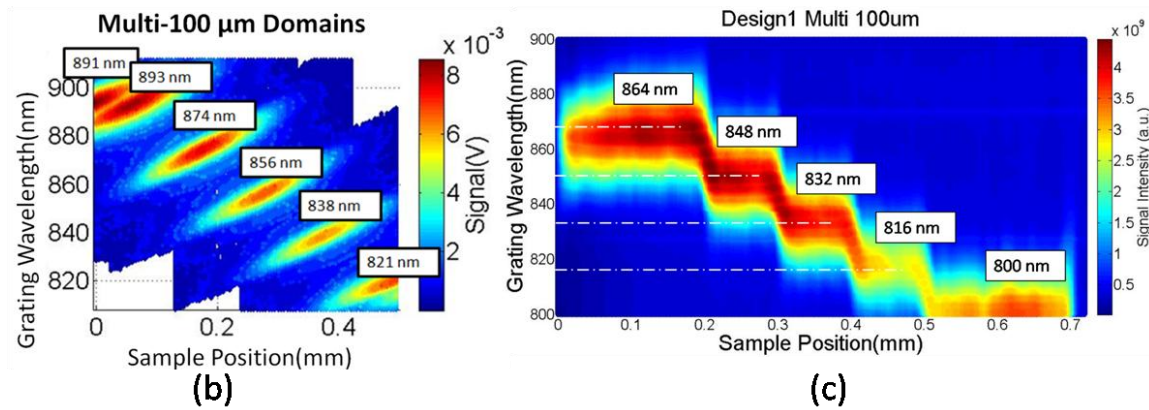 Multi-100 µm Domains
x 10⁻³
891 nm
893 nm
874 nm
856 nm
838 nm
821 nm
900
880
860
840
820
Grating Wavelength(nm)
0
0.2
0.4
Sample Position(mm)
8
6
4
2
Signal(V)
(b)
Design1 Multi 100um
x 10⁹
864 nm
848 nm
832 nm
816 nm
800 nm
900
880
860
840
820
800
Grating Wavelength(nm)
0
0.1
0.2
0.3
0.4
0.5
0.6
0.7
Sample Position(mm)
4.5
4
3.5
3
2.5
2
1.5
1
0.5
Signal Intensity (a.u.)
(c)